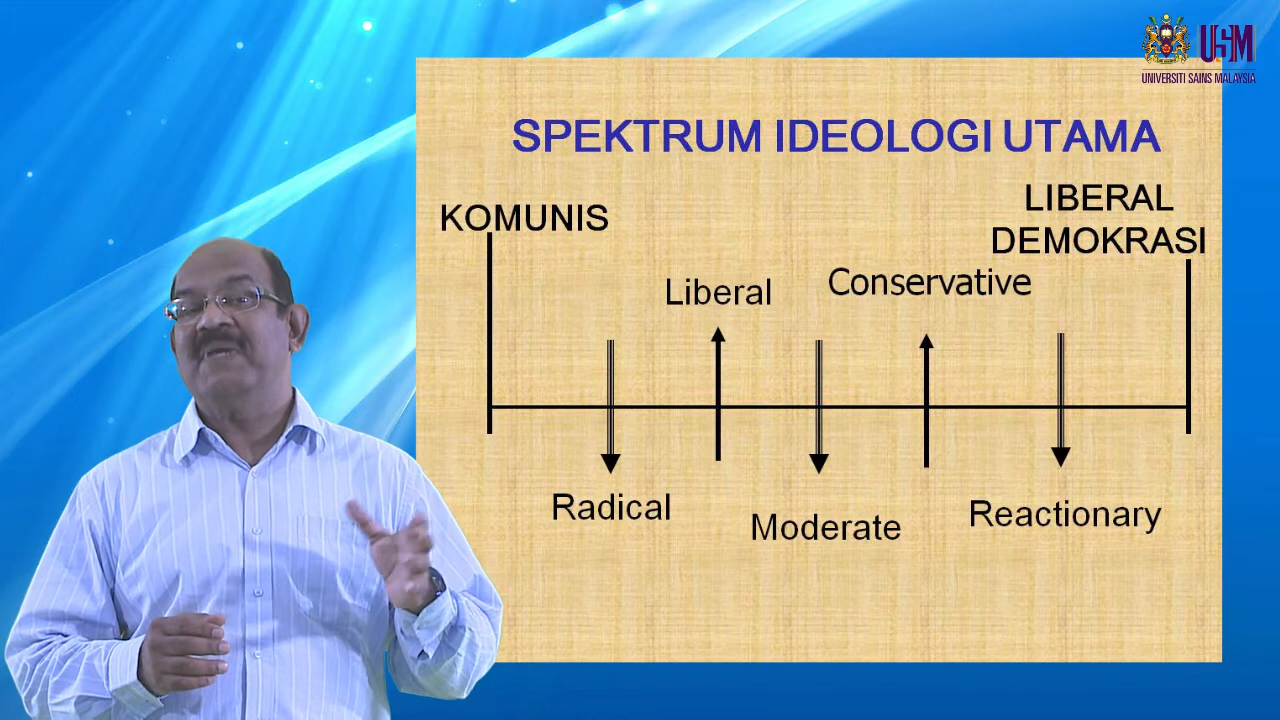 USM
UNIVERSITI SAINS MALAYSIA
SPEKTRUM IDEOLOGI UTAMA
KOMUNIS
LIBERAL
DEMOKRASI
Liberal
Conservative
Radical
Moderate
Reactionary